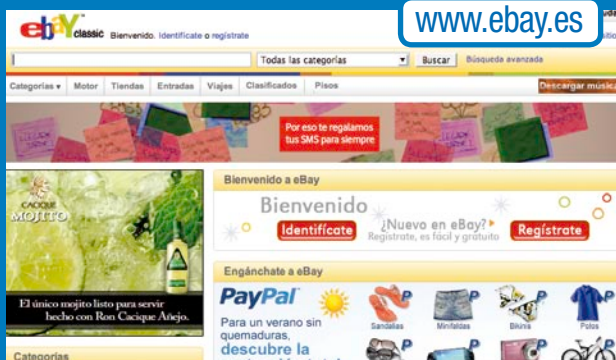 www.ebay.es
ebay classic Bienvenido. Identifícate o regístrate
Todas las categorías Buscar Búsqueda avanzada
Categorías Motor Tiendas Entradas Viajes Clasificados Pisos Descargar música
Por eso te regalamos
tus SMS para siempre
CACIQUE
MOJITO
El único mojito listo para servir
hecho con Ron Cacique Añejo.
Categorías
Bienvenido a eBay
Bienvenido
Identifícate
¿Nuevo en eBay?
Regístrate, es fácil y gratuito
Regístrate
Engánchate a eBay
PayPal
Para un verano sin
quemaduras,
descubre la
Sandalias Minifaldas Bikinis Polos